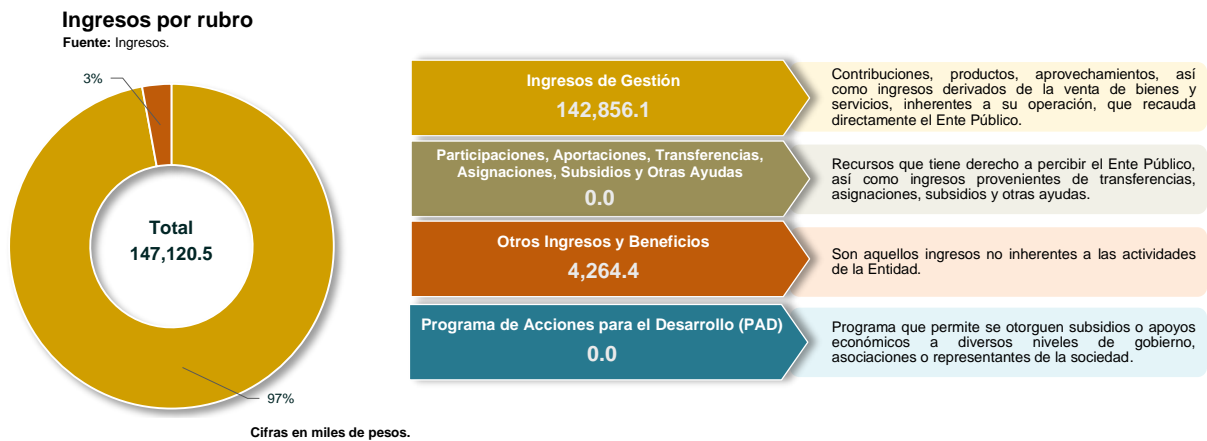 Ingresos por rubro
Fuente: Ingresos.
3%
Total
147,120.5
97%
Ingresos de Gestión
142,856.1
Contribuciones, productos, aprovechamientos, así
como ingresos derivados de la venta de bienes y
servicios, inherentes a su operación, que recauda
directamente el Ente Público.
Participaciones, Aportaciones, Transferencias,
Asignaciones, Subsidios y Otras Ayudas
0.0
Recursos que tiene derecho a percibir el Ente Público,
así como ingresos provenientes de transferencias,
asignaciones, subsidios y otras ayudas.
Otros Ingresos y Beneficios
4,264.4
Son aquellos ingresos no inherentes a las actividades
de la Entidad.
Programa de Acciones para el Desarrollo (PAD)
0.0
Programa que permite se otorguen subsidios o apoyos
económicos a diversos niveles de gobierno,
asociaciones o representantes de la sociedad.
Cifras en miles de pesos.